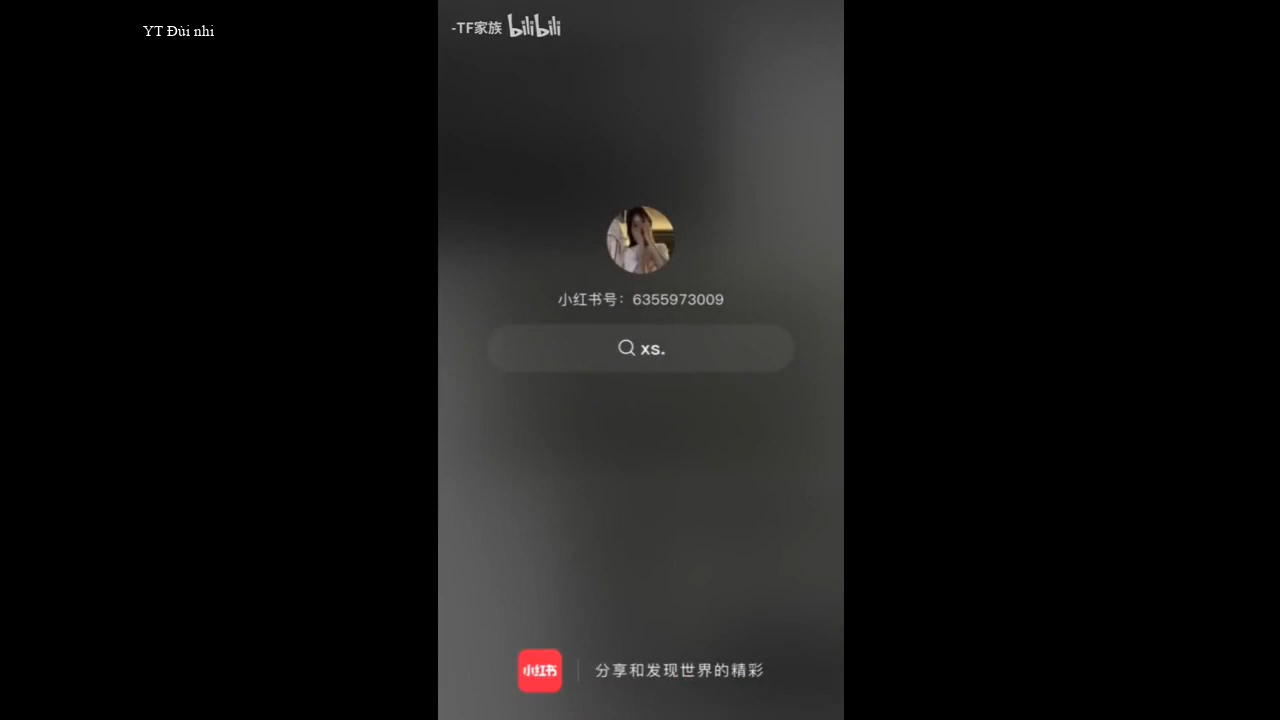 YT Đùi nhi
-TF家族 bilibili
小红书号：6355973009
xs.
小红书
分享和发现世界的精彩